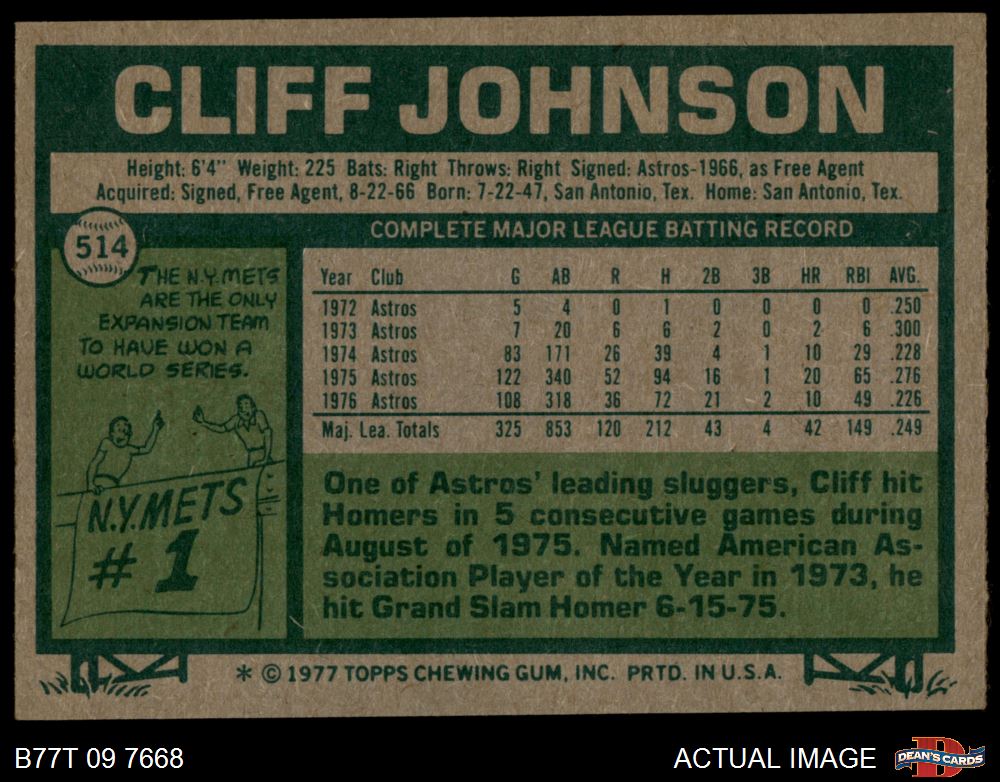 CLIFF JOHNSON
Height: 6'4" Weight: 225 Bats: Right Throws: Right Signed: Astros-1966, as Free Agent
Acquired: Signed, Free Agent, 8-22-66 Born: 7-22-47, San Antonio, Tex. Home: San Antonio, Tex.
514
THE N.Y. METS
ARE THE ONLY
EXPANSION TEAM
TO HAVE WON A
WORLD SERIES.
N.Y. METS
# 1
COMPLETE MAJOR LEAGUE BATTING RECORD
Year Club G AB R H 2B 3B HR RBI AVG.
1972 Astros 5 4 0 1 0 0 0 0 .250
1973 Astros 7 20 6 6 2 0 2 6 .300
1974 Astros 83 171 26 39 4 1 10 29 .228
1975 Astros 122 340 52 94 16 1 20 65 .276
1976 Astros 108 318 36 72 21 2 10 49 .226
Maj. Lea. Totals 325 853 120 212 43 4 42 149 .249
One of Astros' leading sluggers, Cliff hit
Homers in 5 consecutive games during
August of 1975. Named American As-
sociation Player of the Year in 1973, he
hit Grand Slam Homer 6-15-75.
* © 1977 TOPPS CHEWING GUM, INC. PRTD. IN U.S.A.
B77T 09 7668
ACTUAL IMAGE
D
DEAN'S CARDS